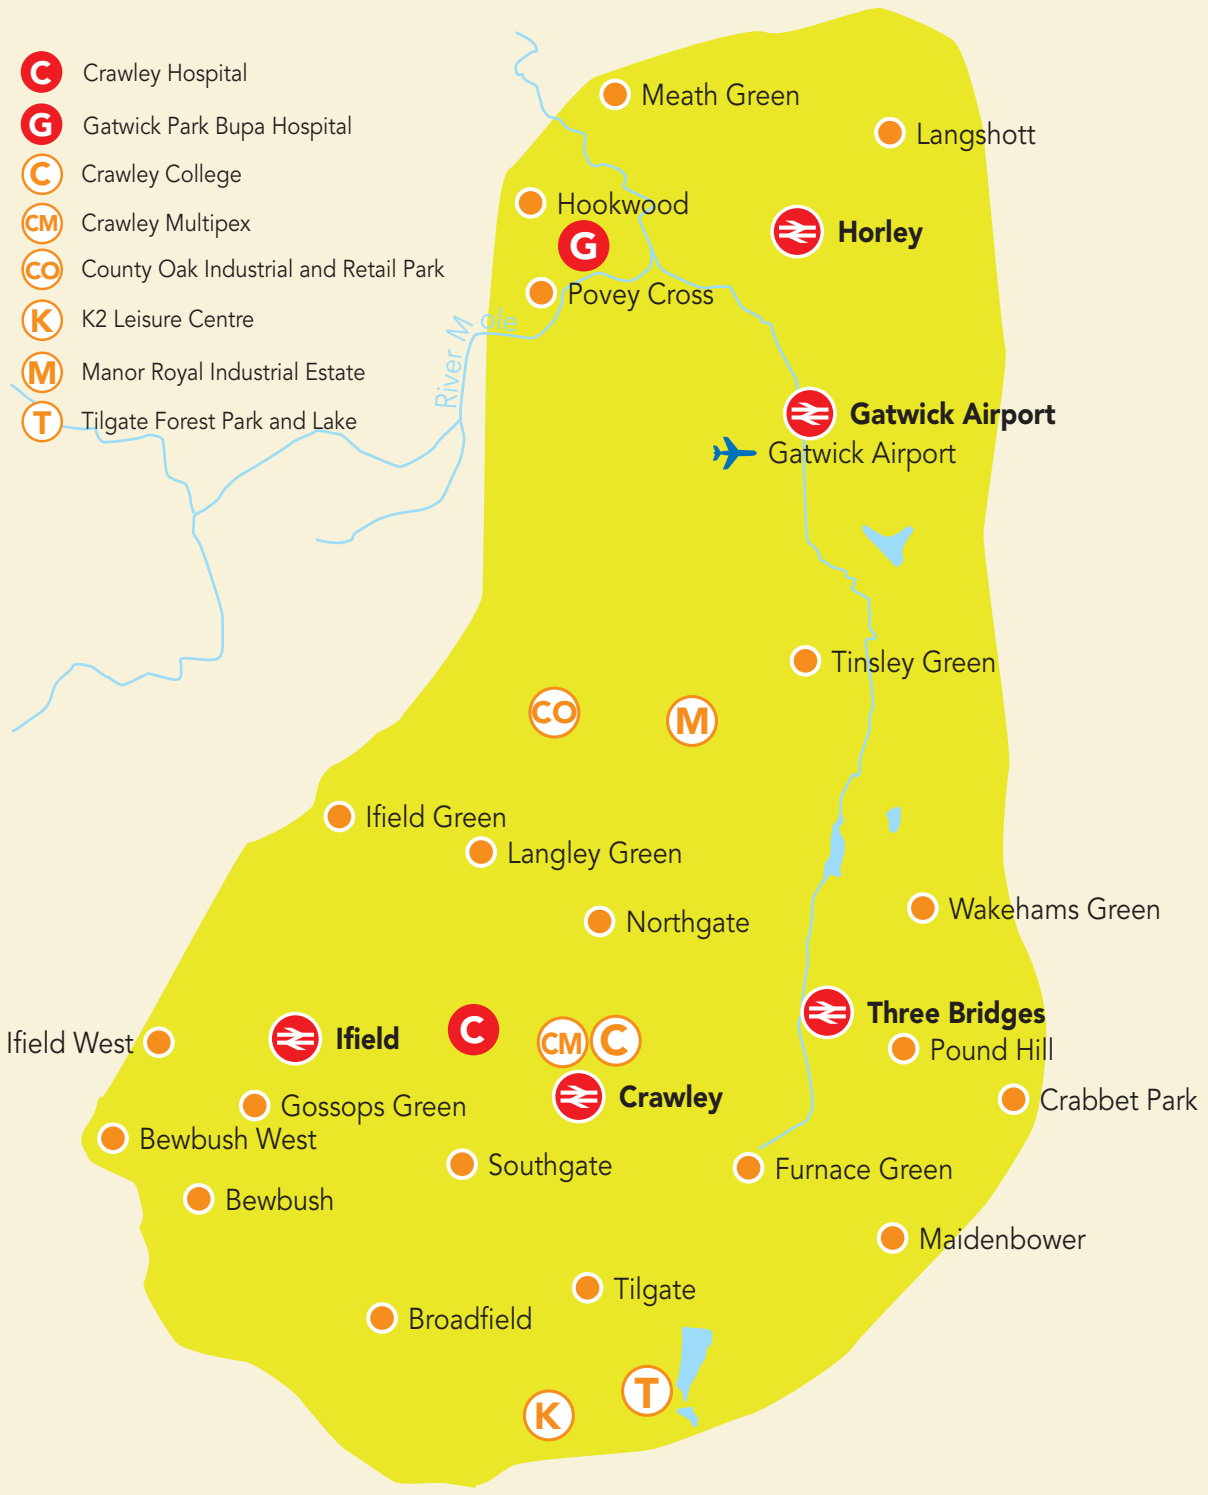 C Crawley Hospital
G Gatwick Park Bupa Hospital
C Crawley College
CM Crawley Multipex
CO County Oak Industrial and Retail Park
K K2 Leisure Centre
M Manor Royal Industrial Estate
T Tilgate Forest Park and Lake
Meath Green
Langshott
Hookwood
G
Horley
Povey Cross
River Mole
Gatwick Airport
Gatwick Airport
Tinsley Green
CO
M
Ifield Green
Langley Green
Wakehams Green
Northgate
Three Bridges
C
Ifield West
Ifield
CM
C
Pound Hill
Crawley
Crabbet Park
Gossops Green
Bewbush West
Southgate
Furnace Green
Bewbush
Maidenbower
Tilgate
Broadfield
T
K